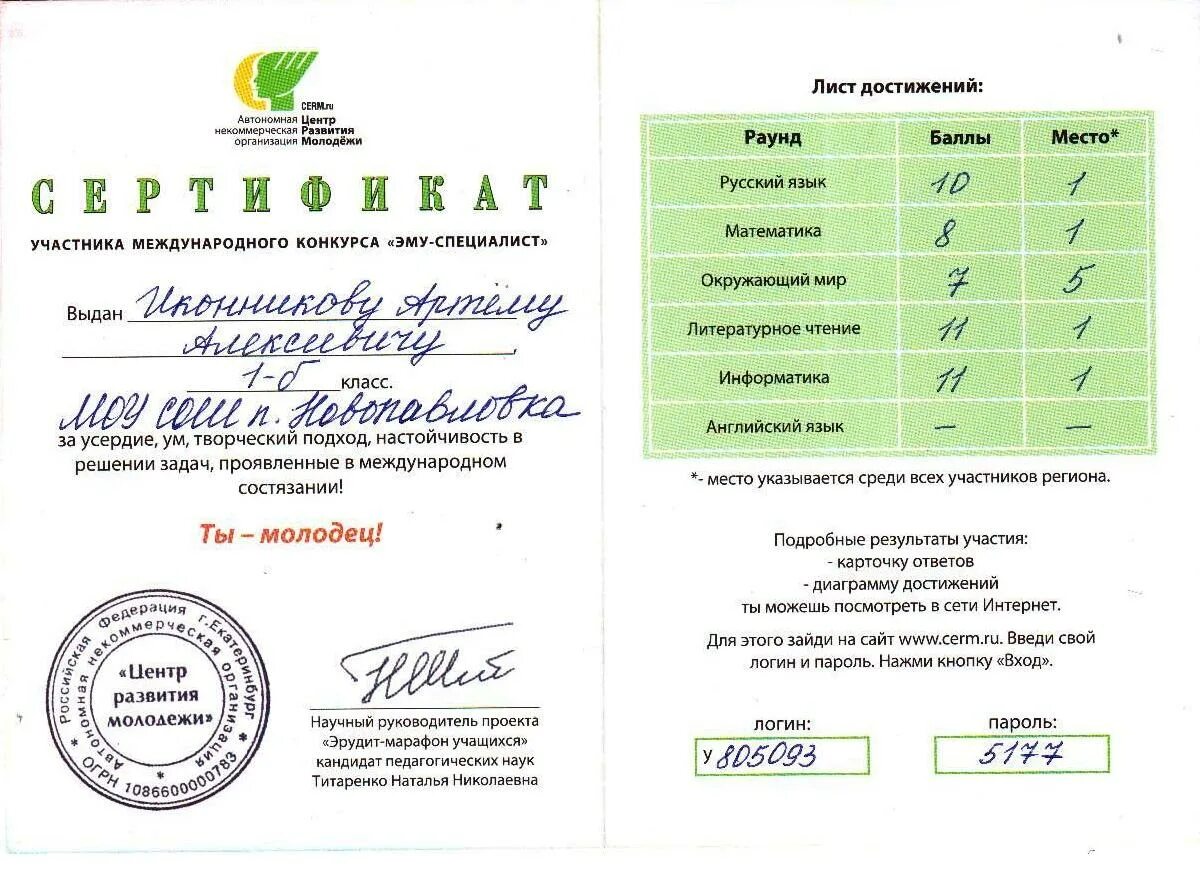 CERM.ru
Автономная Центр
некоммерческая Развития
организация Молодёжи
СЕРТИФИКАТ
УЧАСТНИКА МЕЖДУНАРОДНОГО КОНКУРСА «ЭМУ-СПЕЦИАЛИСТ»
Выдан Иконникову Артёму
Алексевичу,
1-б класс.
МОУ СОШ п. Новопавловка
за усердие, ум, творческий подход, настойчивость в
решении задач, проявленные в международном
состязании!
Ты – молодец!
Российская Федерация г.Екатеринбург
Автономная некоммерческая организация
«Центр
развития
молодежи»
ОГРН 1086600000783
Научный руководитель проекта
«Эрудит-марафон учащихся»
кандидат педагогических наук
Титаренко Наталья Николаевна
Лист достижений:
Раунд Баллы Место*
Русский язык 10 1
Математика 8 1
Окружающий мир 7 5
Литературное чтение 11 1
Информатика 11 1
Английский язык – –
*- место указывается среди всех участников региона.
Подробные результаты участия:
- карточку ответов
- диаграмму достижений
ты можешь посмотреть в сети Интернет.
Для этого зайди на сайт www.cerm.ru. Введи свой
логин и пароль. Нажми кнопку «Вход».
логин: пароль:
У 805093 5177